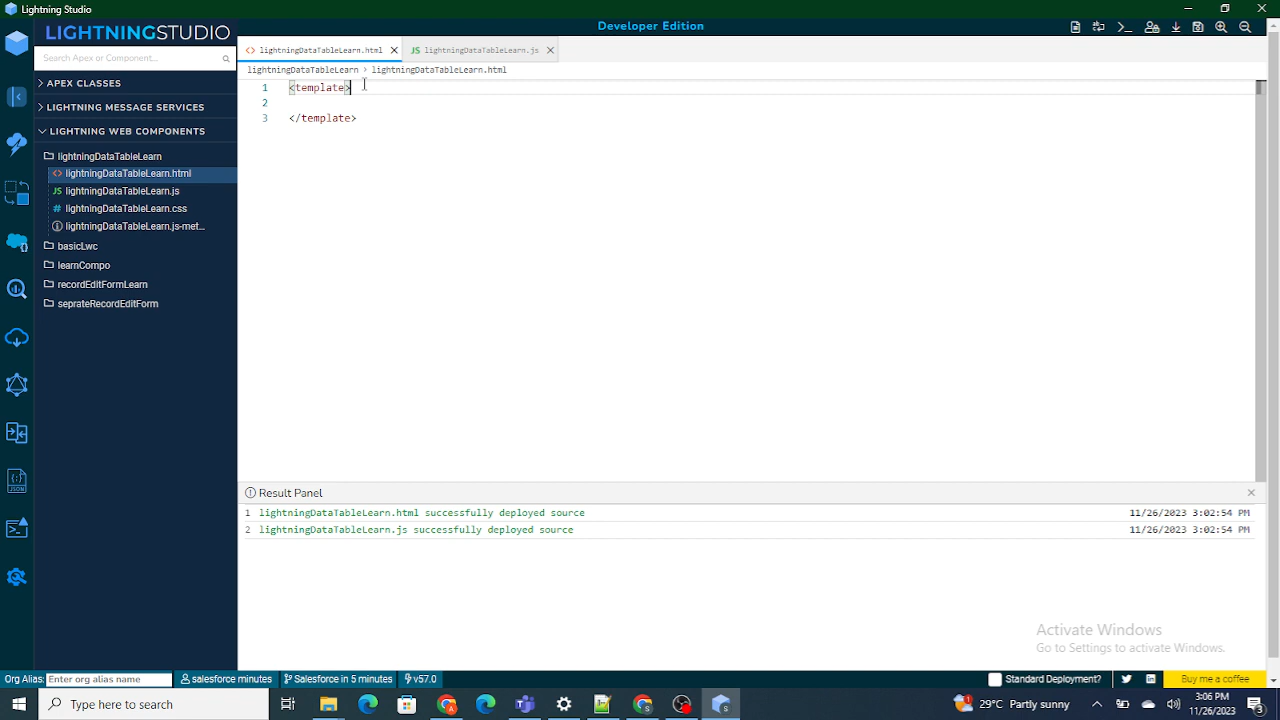 Lightning Studio
LIGHTNINGSTUDIO
Developer Edition
Search Apex or Component...
APEX CLASSES
LIGHTNING MESSAGE SERVICES
LIGHTNING WEB COMPONENTS
lightningDataTableLearn
lightningDataTableLearn.html
JS lightningDataTableLearn.js
# lightningDataTableLearn.css
lightningDataTableLearn.js-met...
basicLwc
learnCompo
recordEditFormLearn
seprateRecordEditForm
<> lightningDataTableLearn.html
JS lightningDataTableLearn.js
lightningDataTableLearn > lightningDataTableLearn.html
1 <template>
2
3 </template>
Result Panel
1 lightningDataTableLearn.html successfully deployed source 11/26/2023 3:02:54 PM
2 lightningDataTableLearn.js successfully deployed source 11/26/2023 3:02:54 PM
Activate Windows
Go to Settings to activate Windows.
Org Alias: Enter org alias name
salesforce minutes
Salesforce in 5 minutes
v57.0
Standard Deployment?
Buy me a coffee
Type here to search
29°C Partly sunny
3:06 PM
11/26/2023
3